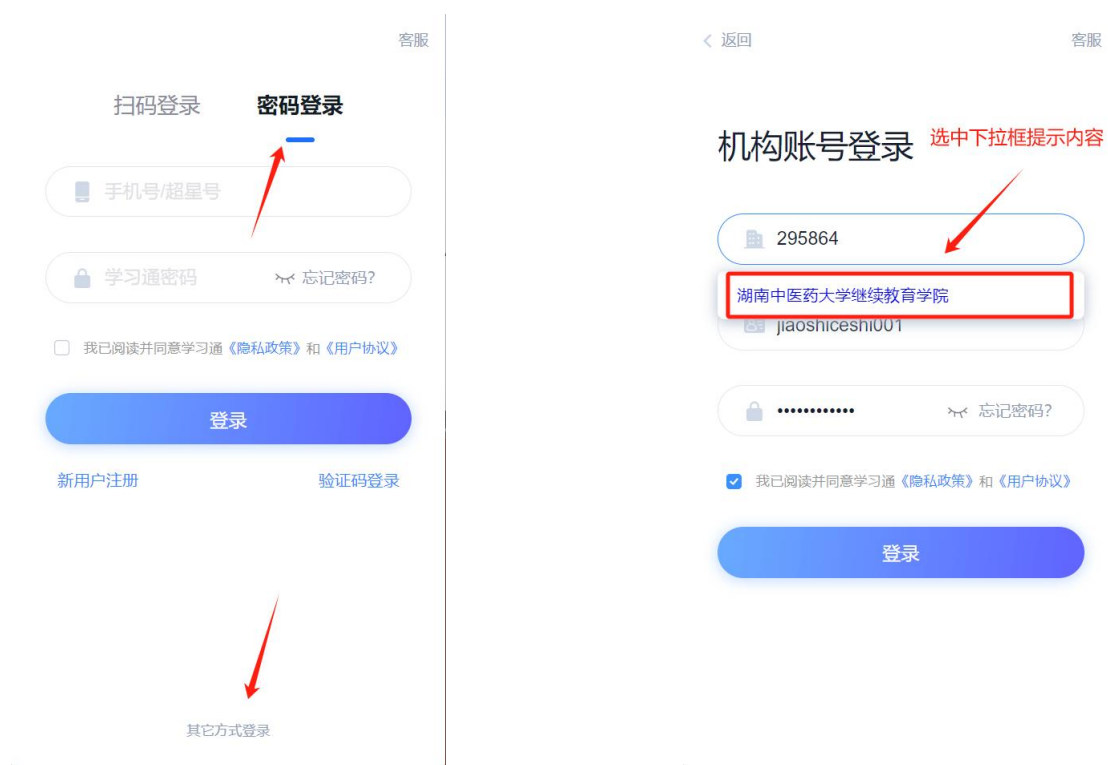 客服
扫码登录 密码登录
手机号/超星号
学习通密码 忘记密码?
我已阅读并同意学习通《隐私政策》和《用户协议》
登录
新用户注册 验证码登录
其它方式登录
返回 客服
机构账号登录 选中下拉框提示内容
295864
湖南中医药大学继续教育学院
jiaoshiceshi001
•••••••••••• 忘记密码?
我已阅读并同意学习通《隐私政策》和《用户协议》
登录